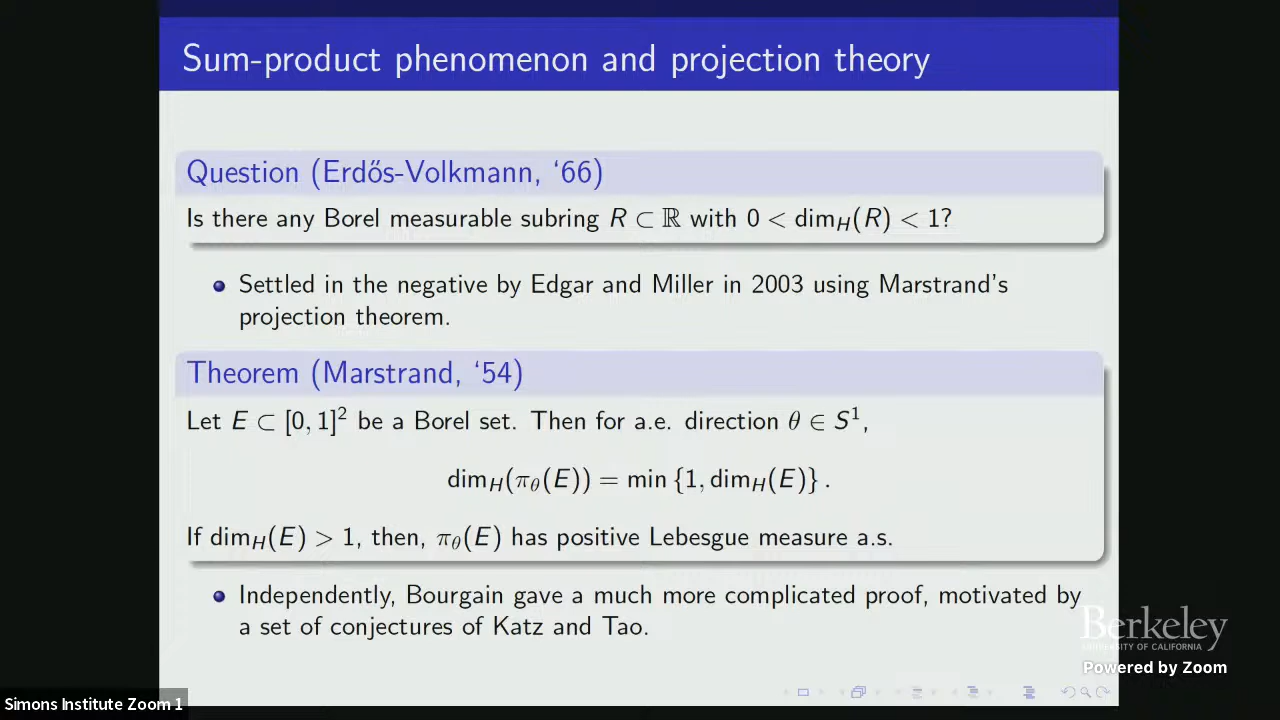 Sum-product phenomenon and projection theory
Question (Erdős-Volkmann, ‘66)
Is there any Borel measurable subring R ⊂ ℝ with 0 < dim_H(R) < 1?
Settled in the negative by Edgar and Miller in 2003 using Marstrand's
projection theorem.
Theorem (Marstrand, ‘54)
Let E ⊂ [0, 1]² be a Borel set. Then for a.e. direction θ ∈ S¹,
dim_H(π_θ(E)) = min {1, dim_H(E)} .
If dim_H(E) > 1, then, π_θ(E) has positive Lebesgue measure a.s.
Independently, Bourgain gave a much more complicated proof, motivated by
a set of conjectures of Katz and Tao.
Berkeley
UNIVERSITY OF CALIFORNIA
Powered by Zoom
Simons Institute Zoom 1